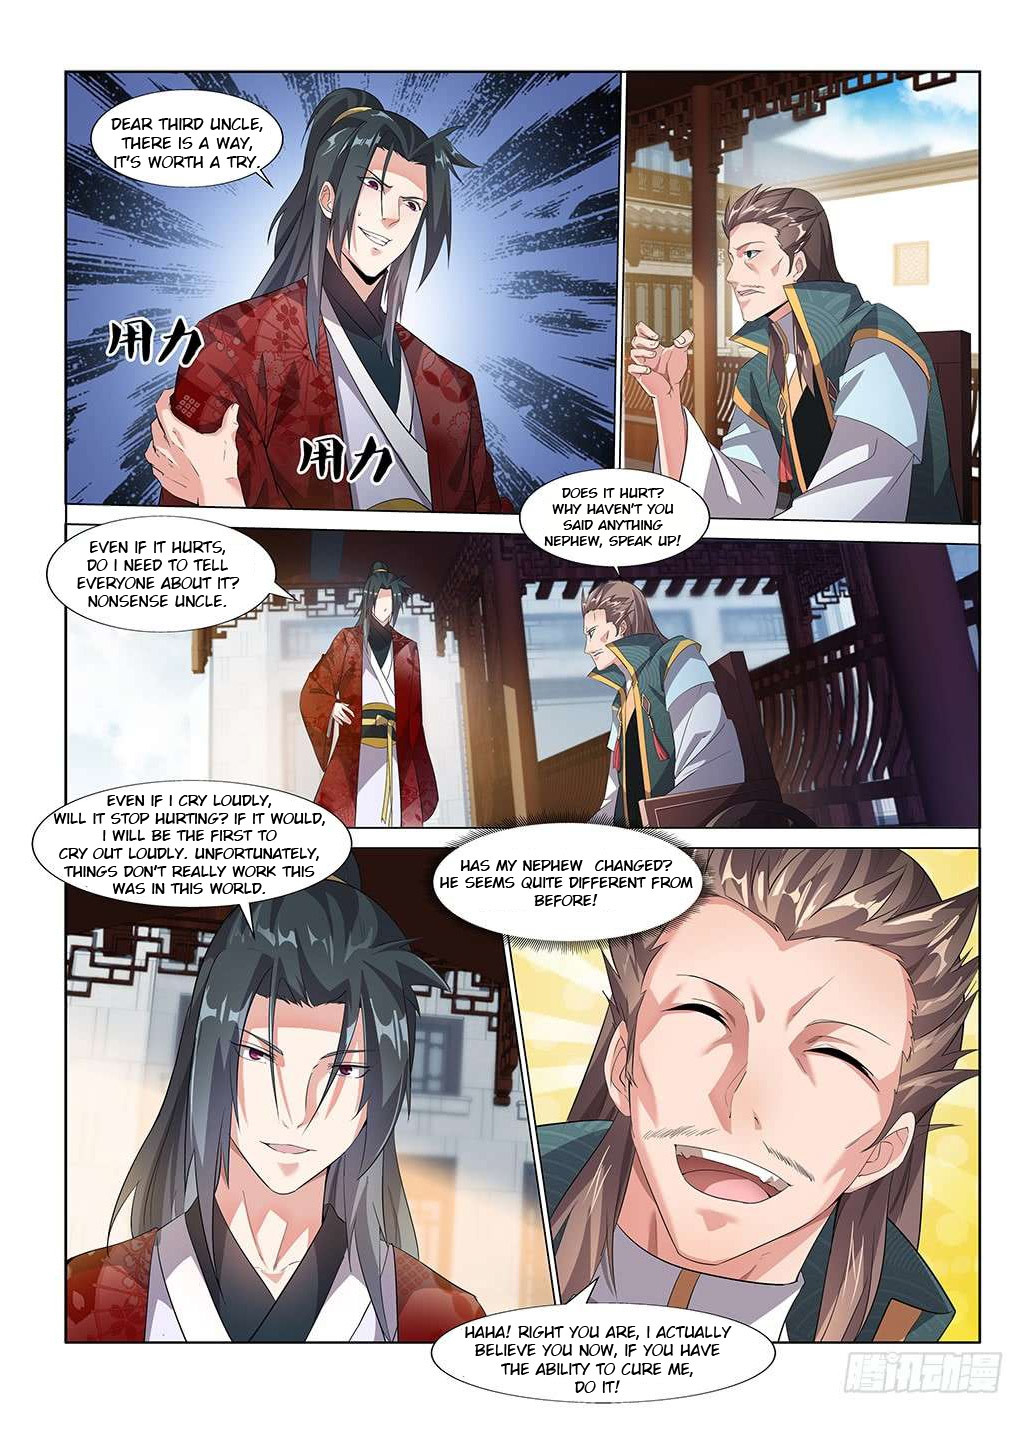 DEAR THIRD UNCLE,
THERE IS A WAY,
IT'S WORTH A TRY.
用力
用力
DOES IT HURT?
WHY HAVEN'T YOU
SAID ANYTHING
NEPHEW, SPEAK UP!
EVEN IF IT HURTS,
DO I NEED TO TELL
EVERYONE ABOUT IT?
NONSENSE UNCLE.
EVEN IF I CRY LOUDLY,
WILL IT STOP HURTING? IF IT WOULD,
I WILL BE THE FIRST TO
CRY OUT LOUDLY. UNFORTUNATELY,
THINGS DON'T REALLY WORK THIS
WAS IN THIS WORLD.
HAS MY NEPHEW CHANGED?
HE SEEMS QUITE DIFFERENT FROM
BEFORE!
HAHA! RIGHT YOU ARE, I ACTUALLY
BELIEVE YOU NOW, IF YOU HAVE
THE ABILITY TO CURE ME,
DO IT!
腾讯动漫